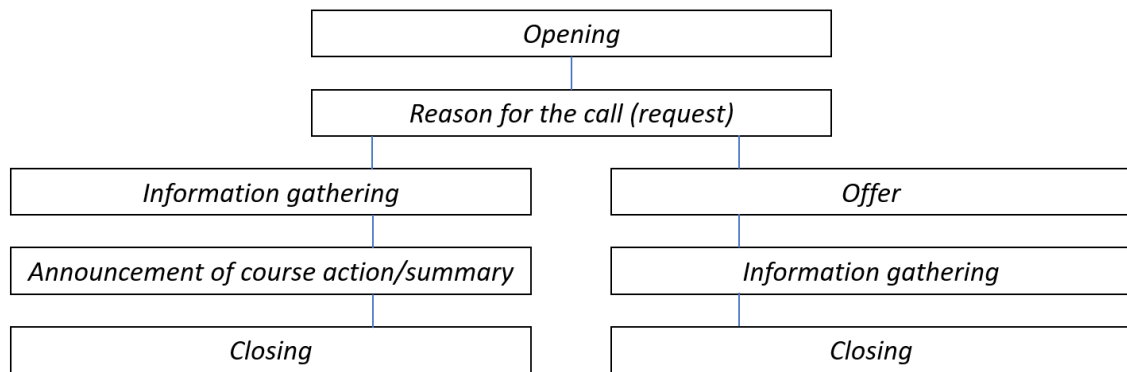 Opening
Reason for the call (request)
Information gathering
Offer
Announcement of course action/summary
Information gathering
Closing
Closing